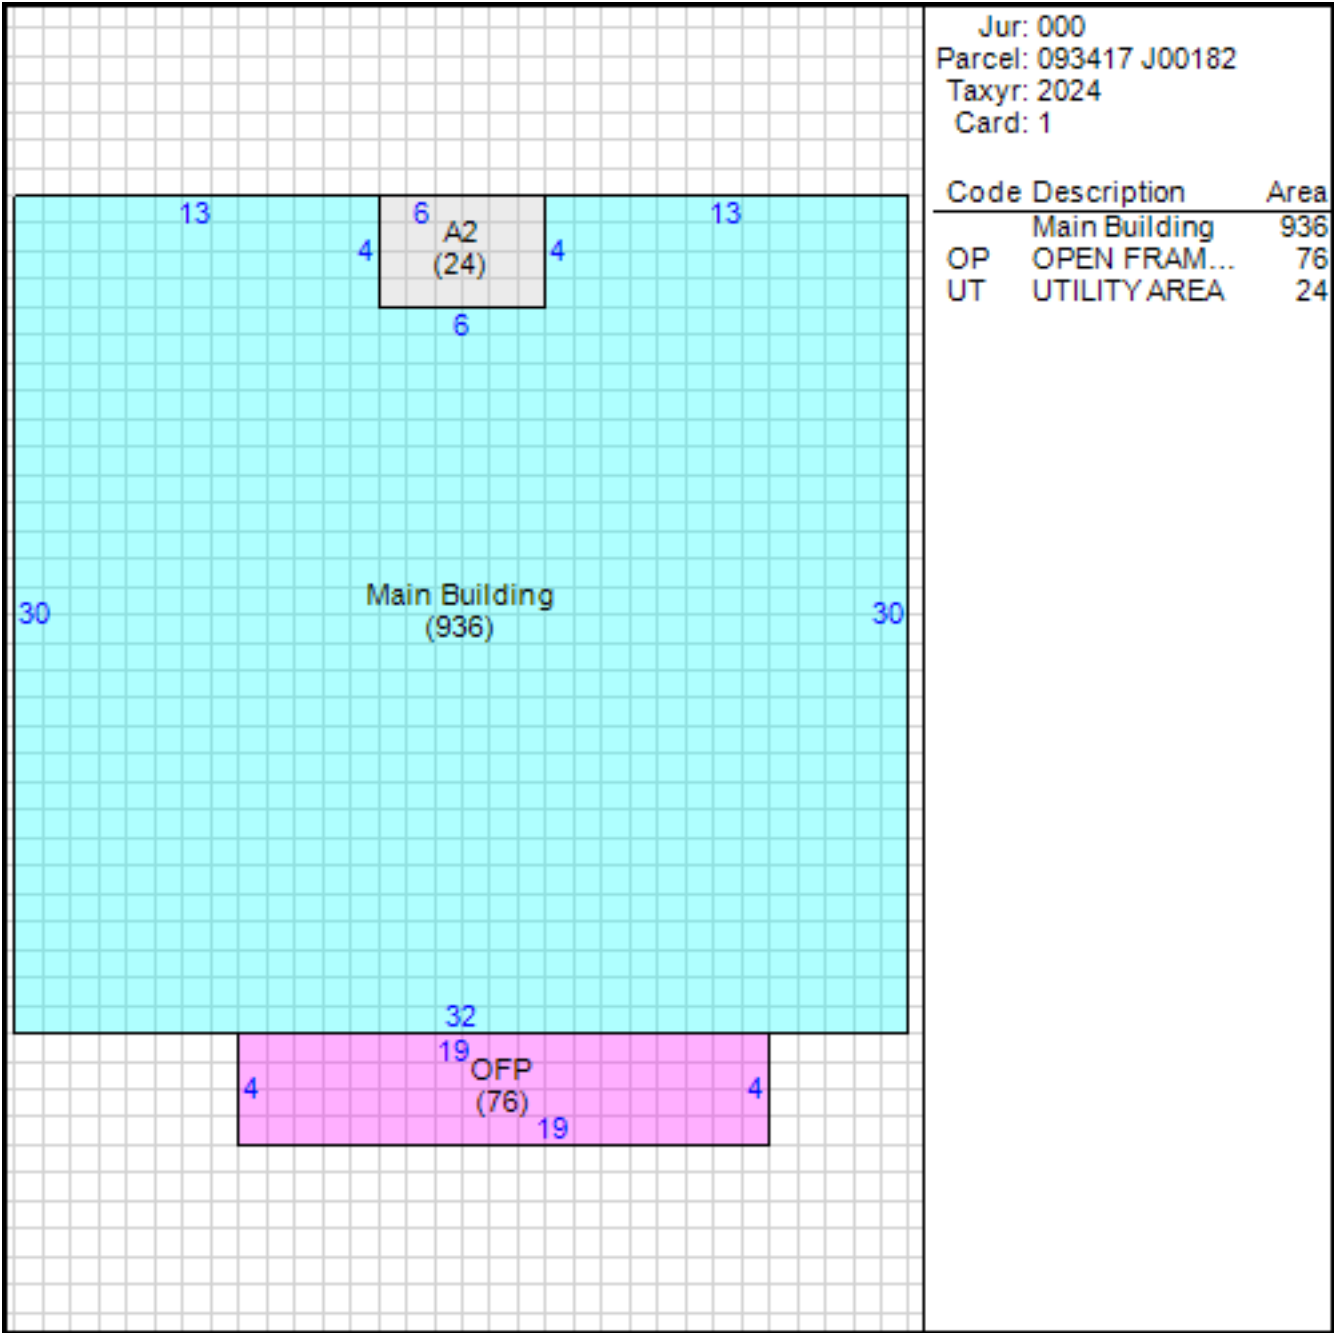 Jur: 000
Parcel: 093417 J00182
Taxyr: 2024
Card: 1
Code Description Area
Main Building 936
OP OPEN FRAM... 76
UT UTILITY AREA 24
13 6 13
A2
4 4
(24)
6
Main Building
30 30
(936)
32
19
OFP
4 4
(76)
19